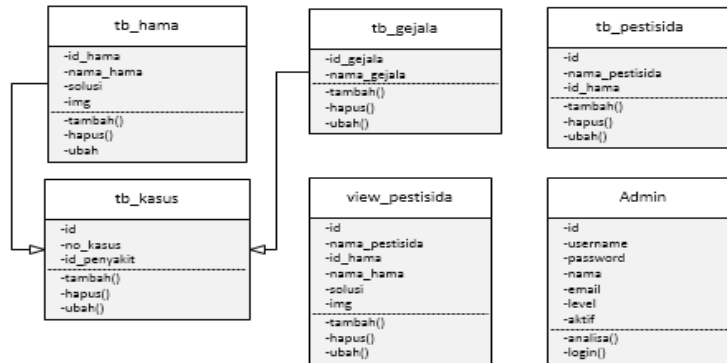 tb_hama
-id_hama
-nama_hama
-solusi
-img
-tambah()
-hapus()
-ubah
tb_gejala
-id_gejala
-nama_gejala
-tambah()
-hapus()
-ubah()
tb_pestisida
-id
-nama_pestisida
-id_hama
-tambah()
-hapus()
-ubah()
tb_kasus
-id
-no_kasus
-id_penyakit
-tambah()
-hapus()
-ubah()
view_pestisida
-id
-nama_pestisida
-id_hama
-nama_hama
-solusi
-img
-tambah()
-hapus()
-ubah()
Admin
-id
-username
-password
-nama
-email
-level
-aktif
-analisa()
-login()